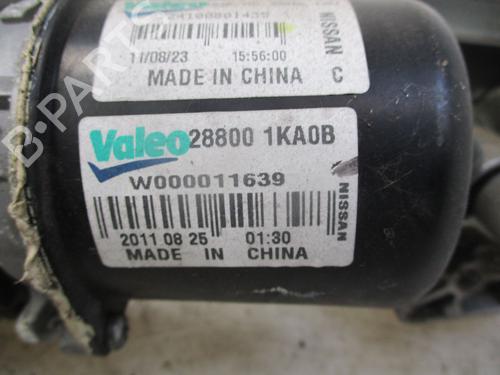 Valeo
NISSAN
11/08/23 15:56:00
MADE IN CHINA C
Valeo 28800 1KA0B
W000011639
NISSAN
2011 08 25 01:30
MADE IN CHINA